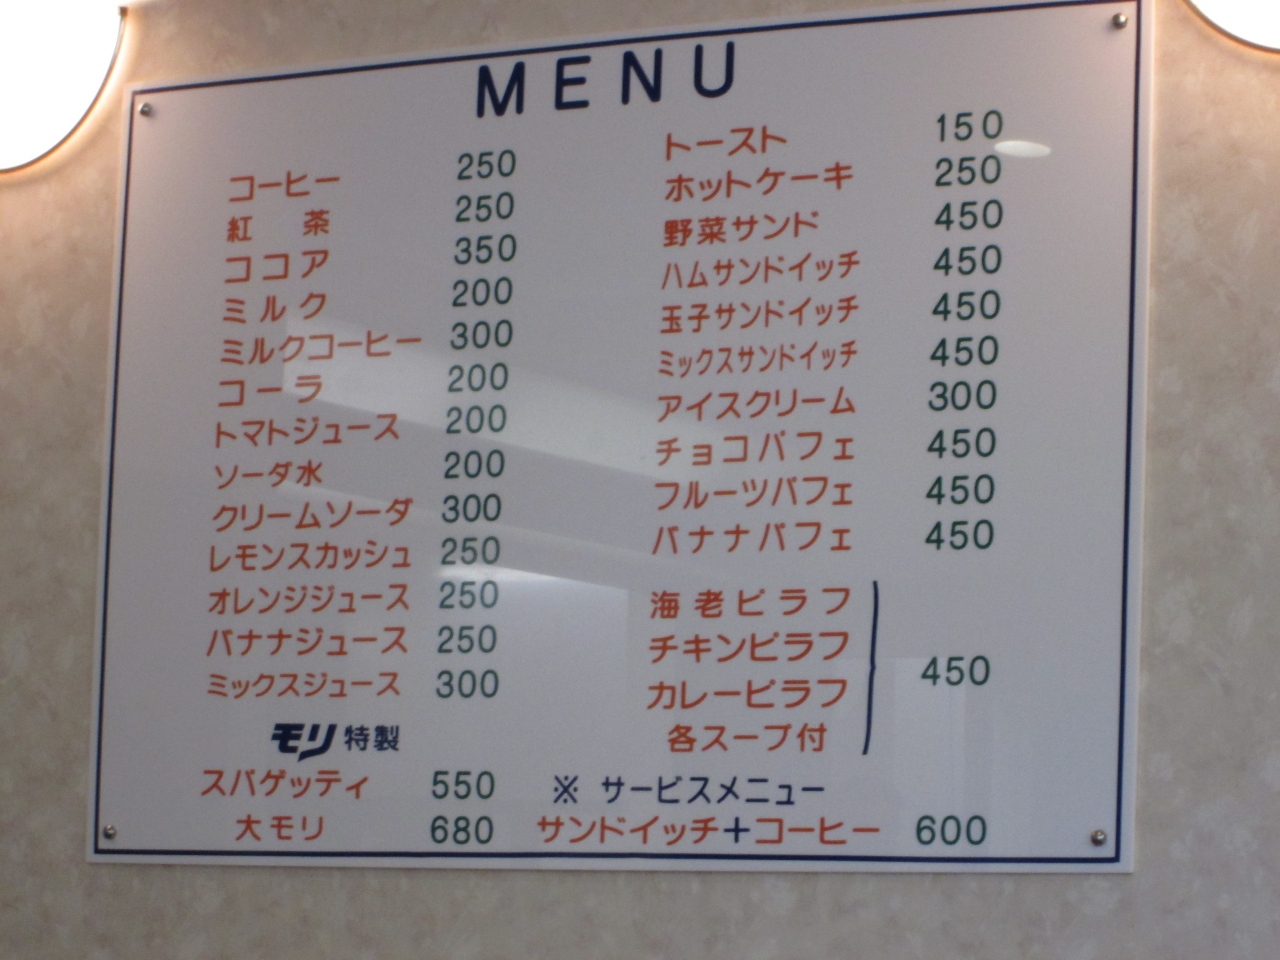 MENU
コーヒー 250
紅茶 250
ココア 350
ミルク 200
ミルクコーヒー 300
コーラ 200
トマトジュース 200
ソーダ水 200
クリームソーダ 300
レモンスカッシュ 250
オレンジジュース 250
バナナジュース 250
ミックスジュース 300
モリ特製
スパゲッティ 550
大モリ 680
トースト 150
ホットケーキ 250
野菜サンド 450
ハムサンドイッチ 450
玉子サンドイッチ 450
ミックスサンドイッチ 450
アイスクリーム 300
チョコパフェ 450
フルーツパフェ 450
バナナパフェ 450
海老ピラフ
チキンピラフ
カレーピラフ 450
各スープ付
※ サービスメニュー
サンドイッチ+コーヒー 600